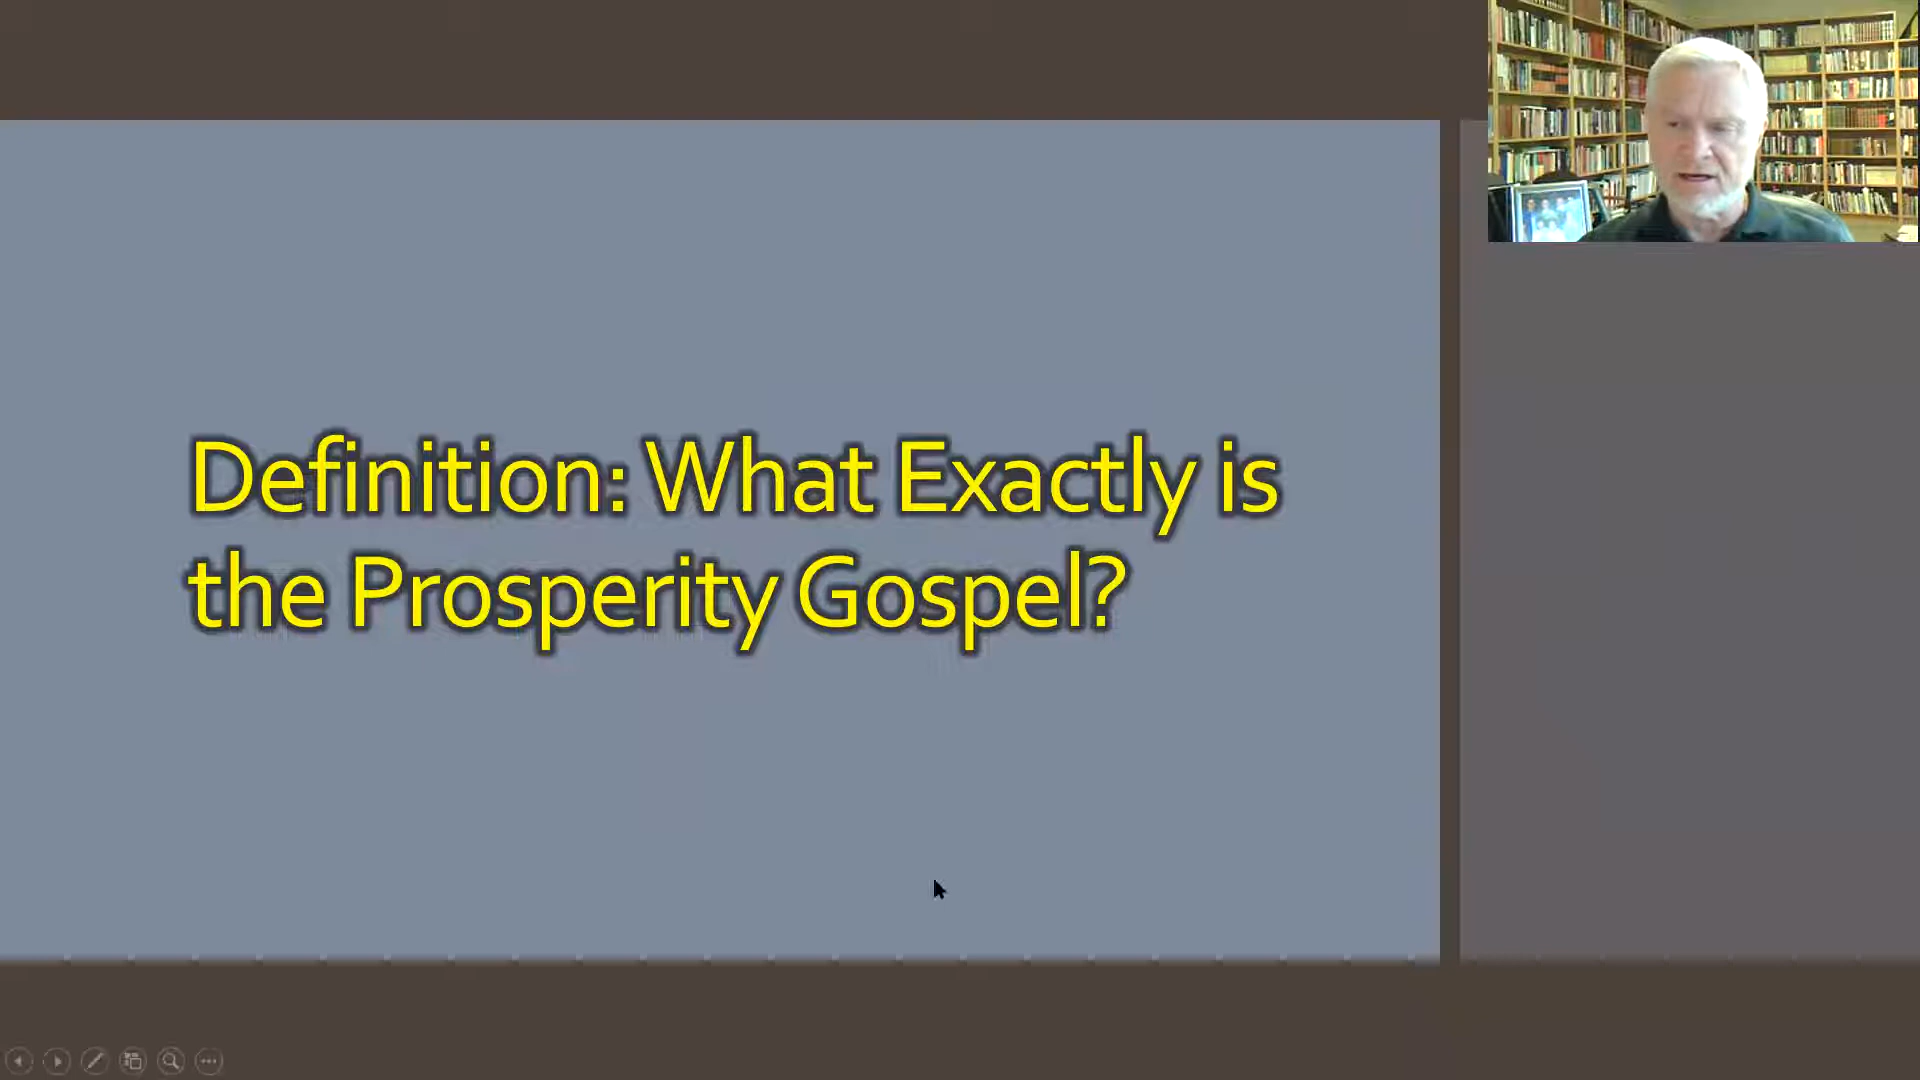 Definition: What Exactly is
the Prosperity Gospel?